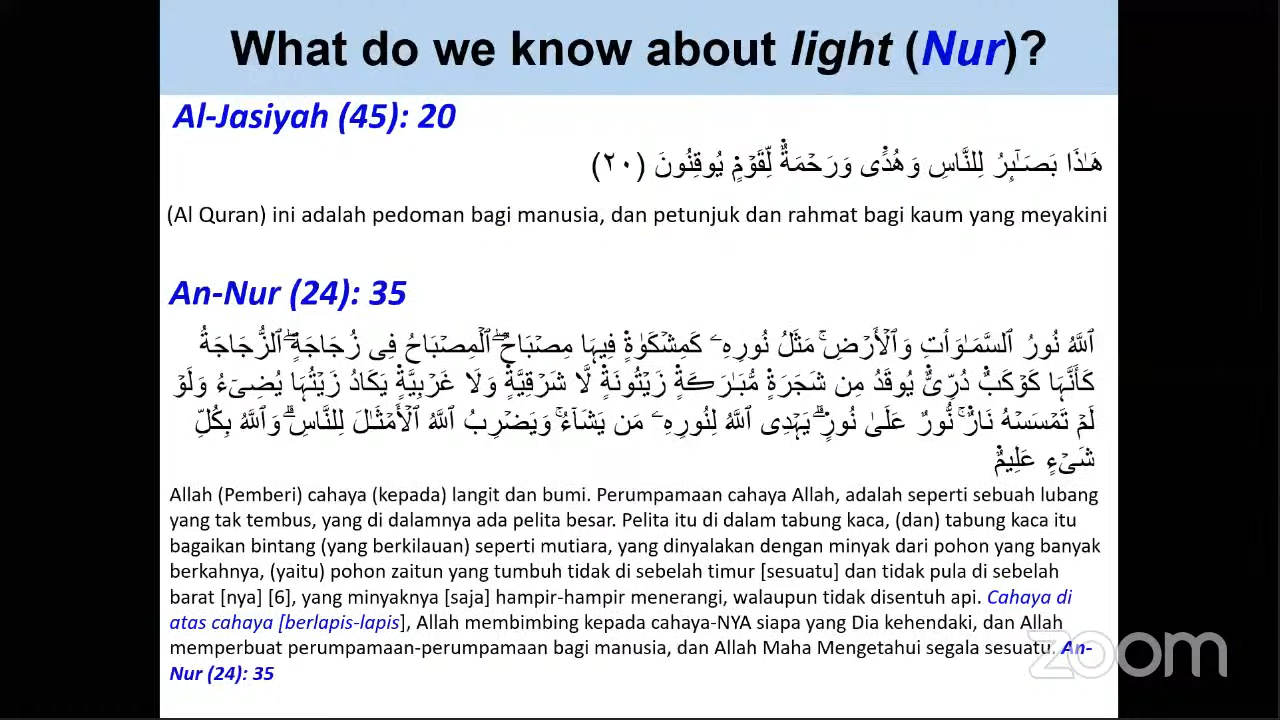 What do we know about light (Nur)?
Al-Jasiyah (45): 20
هَـٰذَا بَصَـٰٓئِرُ لِلنَّاسِ وَهُدًۭى وَرَحْمَةٌۭ لِّقَوْمٍۢ يُوقِنُونَ (٢٠)
(Al Quran) ini adalah pedoman bagi manusia, dan petunjuk dan rahmat bagi kaum yang meyakini
An-Nur (24): 35
ٱللَّهُ نُورُ ٱلسَّمَـٰوَٰتِ وَٱلْأَرْضِ ۚ مَثَلُ نُورِهِۦ كَمِشْكَوٰةٍۢ فِيهَا مِصْبَاحٌ ۖ ٱلْمِصْبَاحُ فِى زُجَاجَةٍ ۖ ٱلزُّجَاجَةُ
كَأَنَّهَا كَوْكَبٌۭ دُرِّىٌّۭ يُوقَدُ مِن شَجَرَةٍۢ مُّبَـٰرَكَةٍۢ زَيْتُونَةٍۢ لَّا شَرْقِيَّةٍۢ وَلَا غَرْبِيَّةٍۢ يَكَادُ زَيْتُهَا يُضِىٓءُ وَلَوْ
لَمْ تَمْسَسْهُ نَارٌۭ ۚ نُّورٌ عَلَىٰ نُورٍۢ ۗ يَهْدِى ٱللَّهُ لِنُورِهِۦ مَن يَشَآءُ ۚ وَيَضْرِبُ ٱللَّهُ ٱلْأَمْثَـٰلَ لِلنَّاسِ ۗ وَٱللَّهُ بِكُلِّ
شَىْءٍ عَلِيمٌۭ
Allah (Pemberi) cahaya (kepada) langit dan bumi. Perumpamaan cahaya Allah, adalah seperti sebuah lubang
yang tak tembus, yang di dalamnya ada pelita besar. Pelita itu di dalam tabung kaca, (dan) tabung kaca itu
bagaikan bintang (yang berkilauan) seperti mutiara, yang dinyalakan dengan minyak dari pohon yang banyak
berkahnya, (yaitu) pohon zaitun yang tumbuh tidak di sebelah timur [sesuatu] dan tidak pula di sebelah
barat [nya] [6], yang minyaknya [saja] hampir-hampir menerangi, walaupun tidak disentuh api. Cahaya di
atas cahaya [berlapis-lapis], Allah membimbing kepada cahaya-NYA siapa yang Dia kehendaki, dan Allah
memperbuat perumpamaan-perumpamaan bagi manusia, dan Allah Maha Mengetahui segala sesuatu. An-
Nur (24): 35
zoom